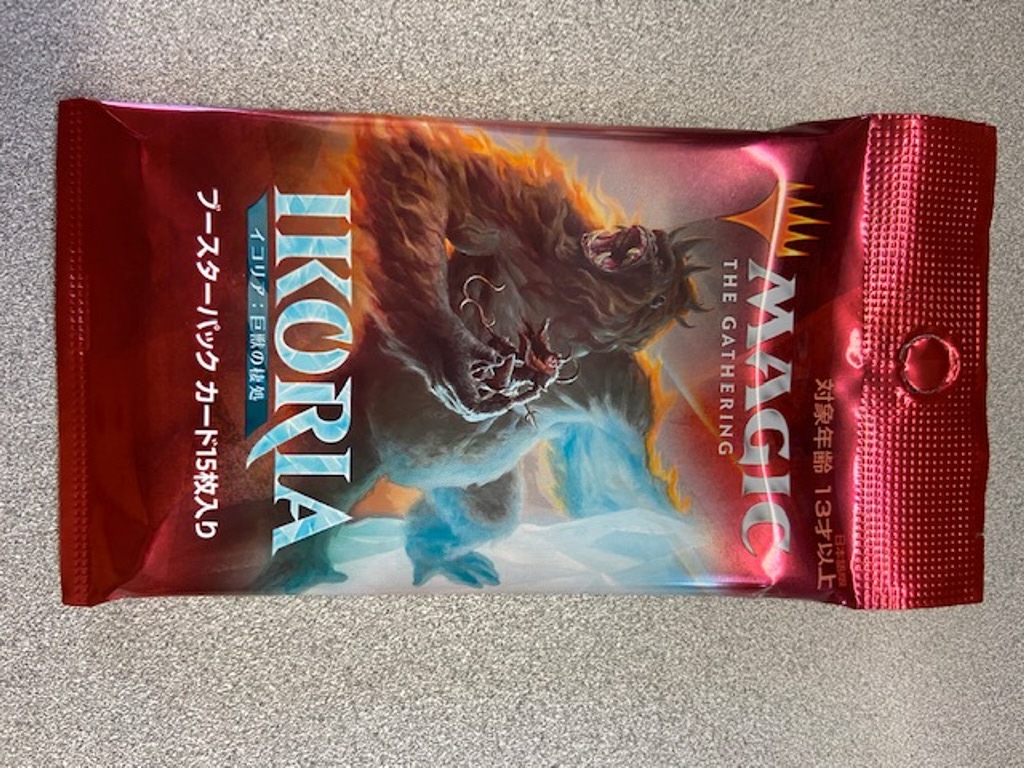 対象年齢 13才以上
MAGIC
THE GATHERING
IKORIA
イコリア：巨獣の棲処
ブースターパック カード15枚入り